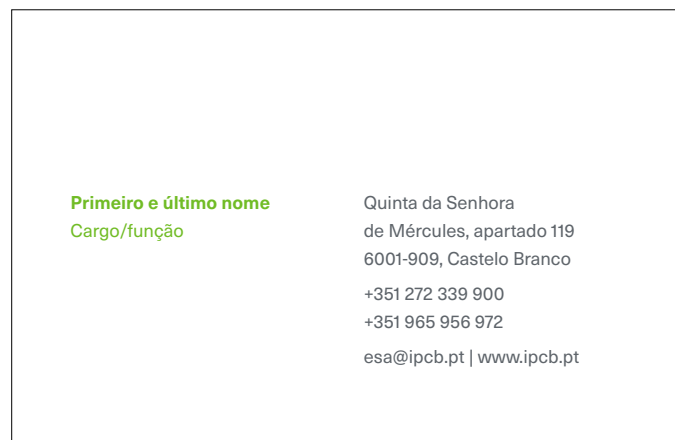 Primeiro e último nome
Cargo/função
Quinta da Senhora
de Mércules, apartado 119
6001-909, Castelo Branco
+351 272 339 900
+351 965 956 972
esa@ipcb.pt | www.ipcb.pt